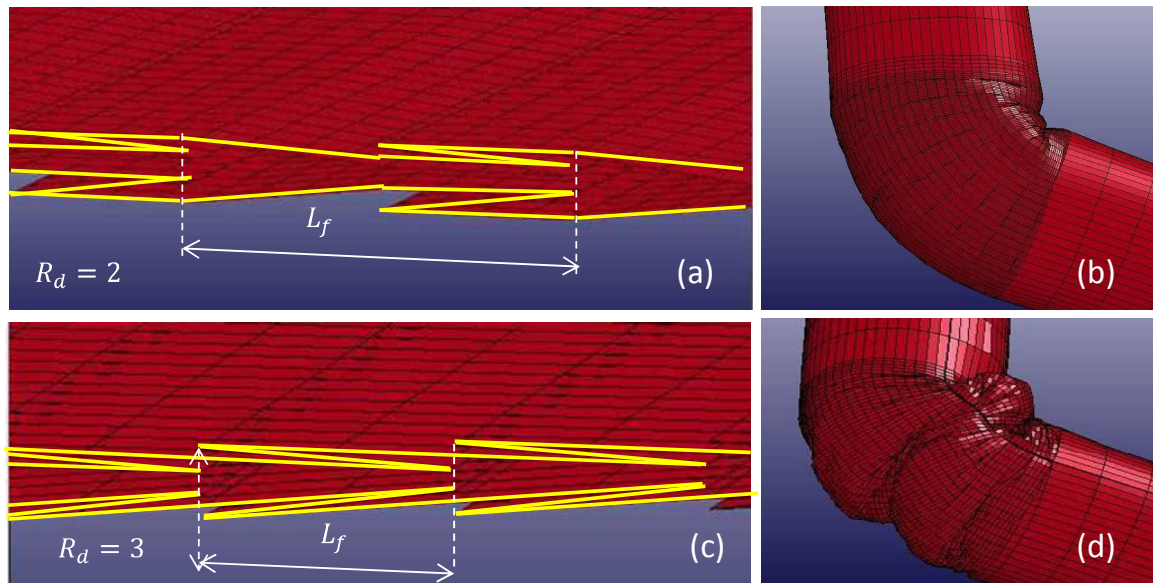 L_f
R_d = 2
(a)
(b)
L_f
R_d = 3
(c)
(d)